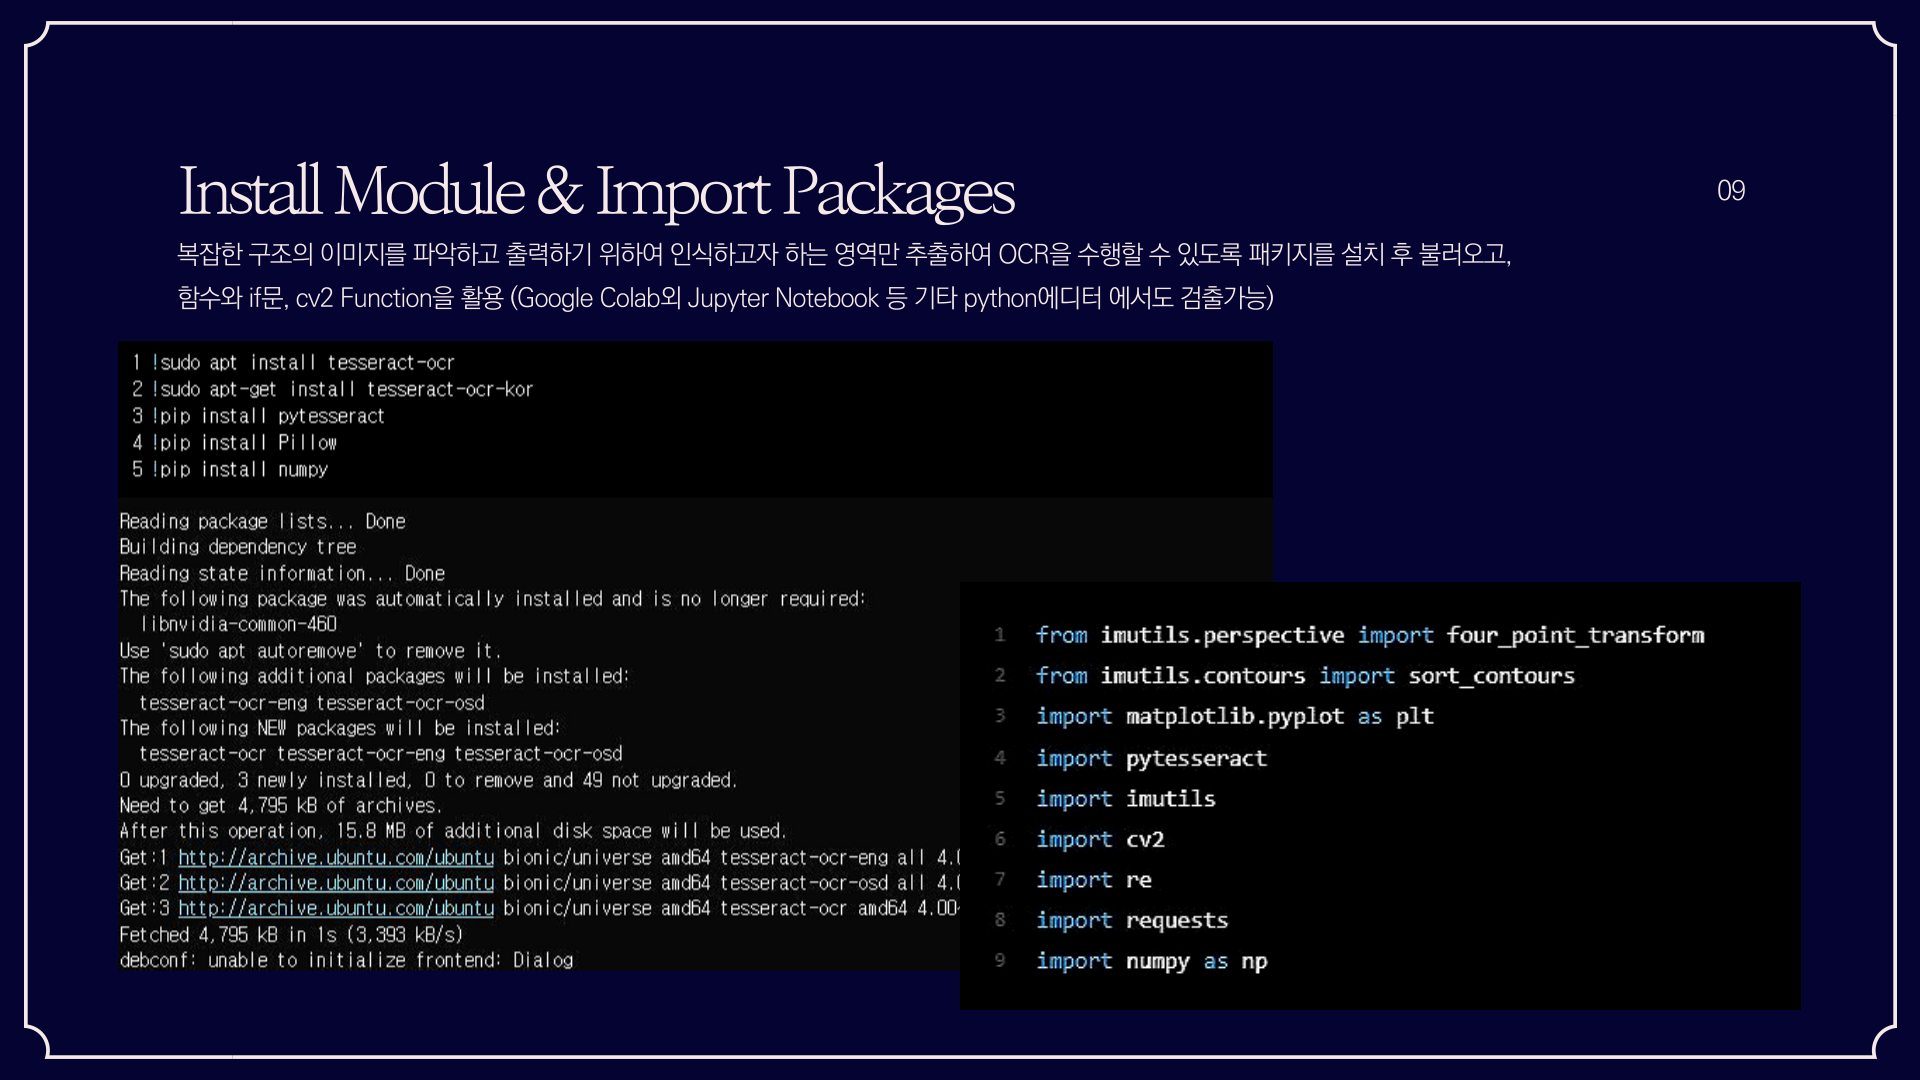 Install Module & Import Packages
09
복잡한 구조의 이미지를 파악하고 출력하기 위하여 인식하고자 하는 영역만 추출하여 OCR을 수행할 수 있도록 패키지를 설치 후 불러오고,
함수와 if문, cv2 Function을 활용 (Google Colab외 Jupyter Notebook 등 기타 python에디터 에서도 검출가능)
1 !sudo apt install tesseract-ocr
2 !sudo apt-get install tesseract-ocr-kor
3 !pip install pytesseract
4 !pip install Pillow
5 !pip install numpy
Reading package lists... Done
Building dependency tree
Reading state information... Done
The following package was automatically installed and is no longer required:
libnvidia-common-460
Use 'sudo apt autoremove' to remove it.
The following additional packages will be installed:
tesseract-ocr-eng tesseract-ocr-osd
The following NEW packages will be installed:
tesseract-ocr tesseract-ocr-eng tesseract-ocr-osd
0 upgraded, 3 newly installed, 0 to remove and 49 not upgraded.
Need to get 4,795 kB of archives.
After this operation, 15.8 MB of additional disk space will be used.
Get:1 http://archive.ubuntu.com/ubuntu bionic/universe amd64 tesseract-ocr-eng all
Get:2 http://archive.ubuntu.com/ubuntu bionic/universe amd64 tesseract-ocr-osd all
Get:3 http://archive.ubuntu.com/ubuntu bionic/universe amd64 tesseract-ocr amd64
Fetched 4,795 kB in 1s (3,393 kB/s)
debconf: unable to initialize frontend: Dialog
1 from imutils.perspective import four_point_transform
2 from imutils.contours import sort_contours
3 import matplotlib.pyplot as plt
4 import pytesseract
5 import imutils
6 import cv2
7 import re
8 import requests
9 import numpy as np